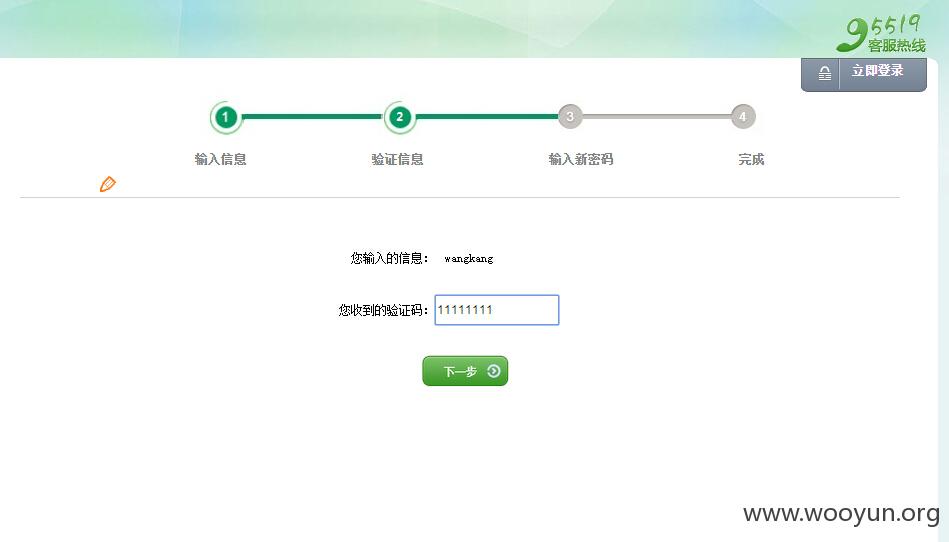 95519
客服热线
立即登录
1 2 3 4
输入信息 验证信息 输入新密码 完成
您输入的信息： wangkang
您收到的验证码： 11111111
下一步
www.wooyun.org